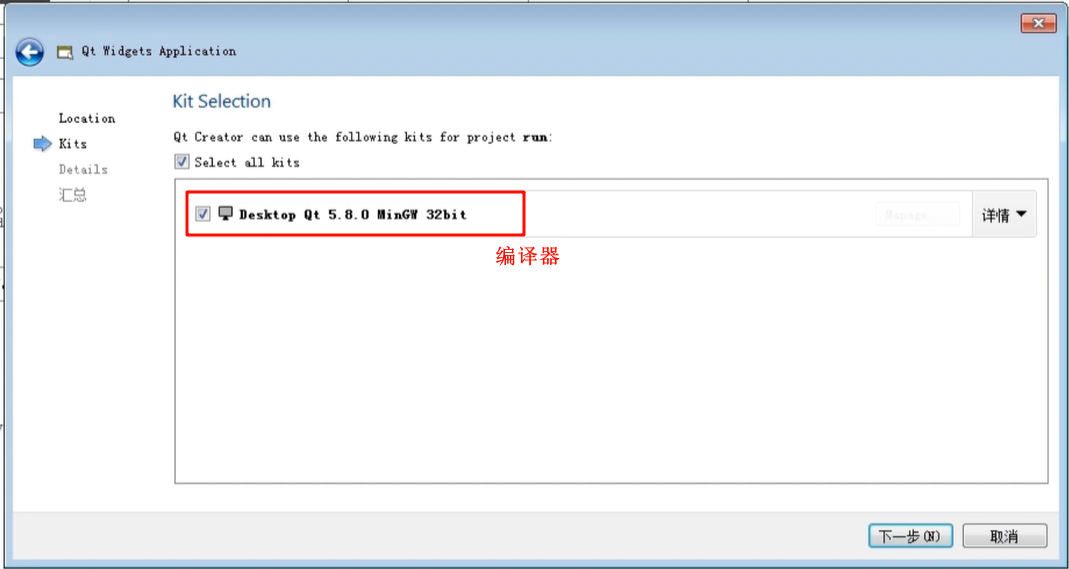 Qt Widgets Application
Kit Selection
Location
Qt Creator can use the following kits for project run:
Kits
Select all kits
Details
汇总
Desktop Qt 5.8.0 MinGW 32bit
Manage...
详情
编译器
下一步(N)
取消